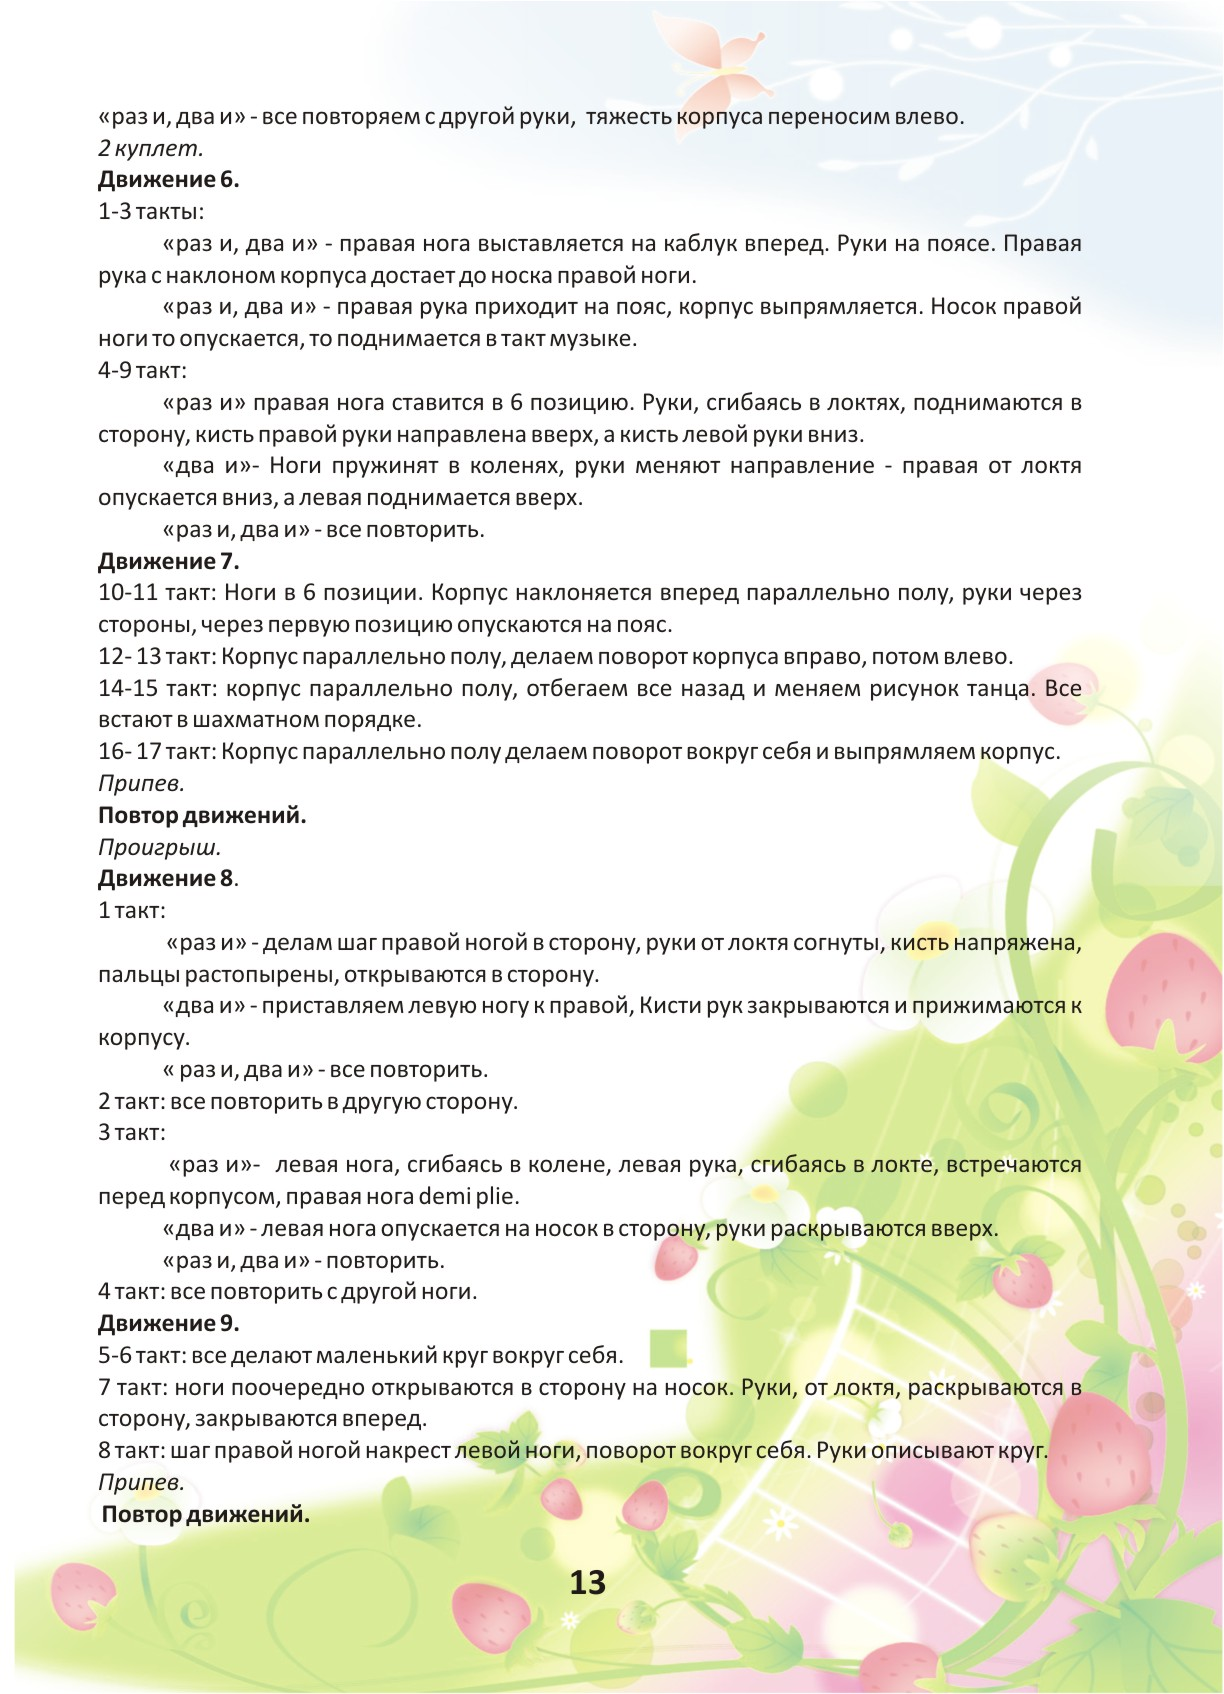 «раз и, два и» - все повторяем с другой руки, тяжесть корпуса переносим влево.
2 куплет.
Движение 6.
1-3 такты:
«раз и, два и» - правая нога выставляется на каблук вперед. Руки на поясе. Правая
рука с наклоном корпуса достает до носка правой ноги.
«раз и, два и» - правая рука приходит на пояс, корпус выпрямляется. Носок правой
ноги то опускается, то поднимается в такт музыке.
4-9 такт:
«раз и» правая нога ставится в 6 позицию. Руки, сгибаясь в локтях, поднимаются в
сторону, кисть правой руки направлена вверх, а кисть левой руки вниз.
«два и»- Ноги пружинят в коленях, руки меняют направление - правая от локтя
опускается вниз, а левая поднимается вверх.
«раз и, два и» - все повторить.
Движение 7.
10-11 такт: Ноги в 6 позиции. Корпус наклоняется вперед параллельно полу, руки через
стороны, через первую позицию опускаются на пояс.
12- 13 такт: Корпус параллельно полу, делаем поворот корпуса вправо, потом влево.
14-15 такт: корпус параллельно полу, отбегаем все назад и меняем рисунок танца. Все
встают в шахматном порядке.
16- 17 такт: Корпус параллельно полу делаем поворот вокруг себя и выпрямляем корпус.
Припев.
Повтор движений.
Проигрыш.
Движение 8.
1 такт:
«раз и» - делам шаг правой ногой в сторону, руки от локтя согнуты, кисть напряжена,
пальцы растопырены, открываются в сторону.
«два и» - приставляем левую ногу к правой, Кисти рук закрываются и прижимаются к
корпусу.
« раз и, два и» - все повторить.
2 такт: все повторить в другую сторону.
3 такт:
«раз и»- левая нога, сгибаясь в колене, левая рука, сгибаясь в локте, встречаются
перед корпусом, правая нога demi plie.
«два и» - левая нога опускается на носок в сторону, руки раскрываются вверх.
«раз и, два и» - повторить.
4 такт: все повторить с другой ноги.
Движение 9.
5-6 такт: все делают маленький круг вокруг себя.
7 такт: ноги поочередно открываются в сторону на носок. Руки, от локтя, раскрываются в
сторону, закрываются вперед.
8 такт: шаг правой ногой накрест левой ноги, поворот вокруг себя. Руки описывают круг.
Припев.
Повтор движений.
13